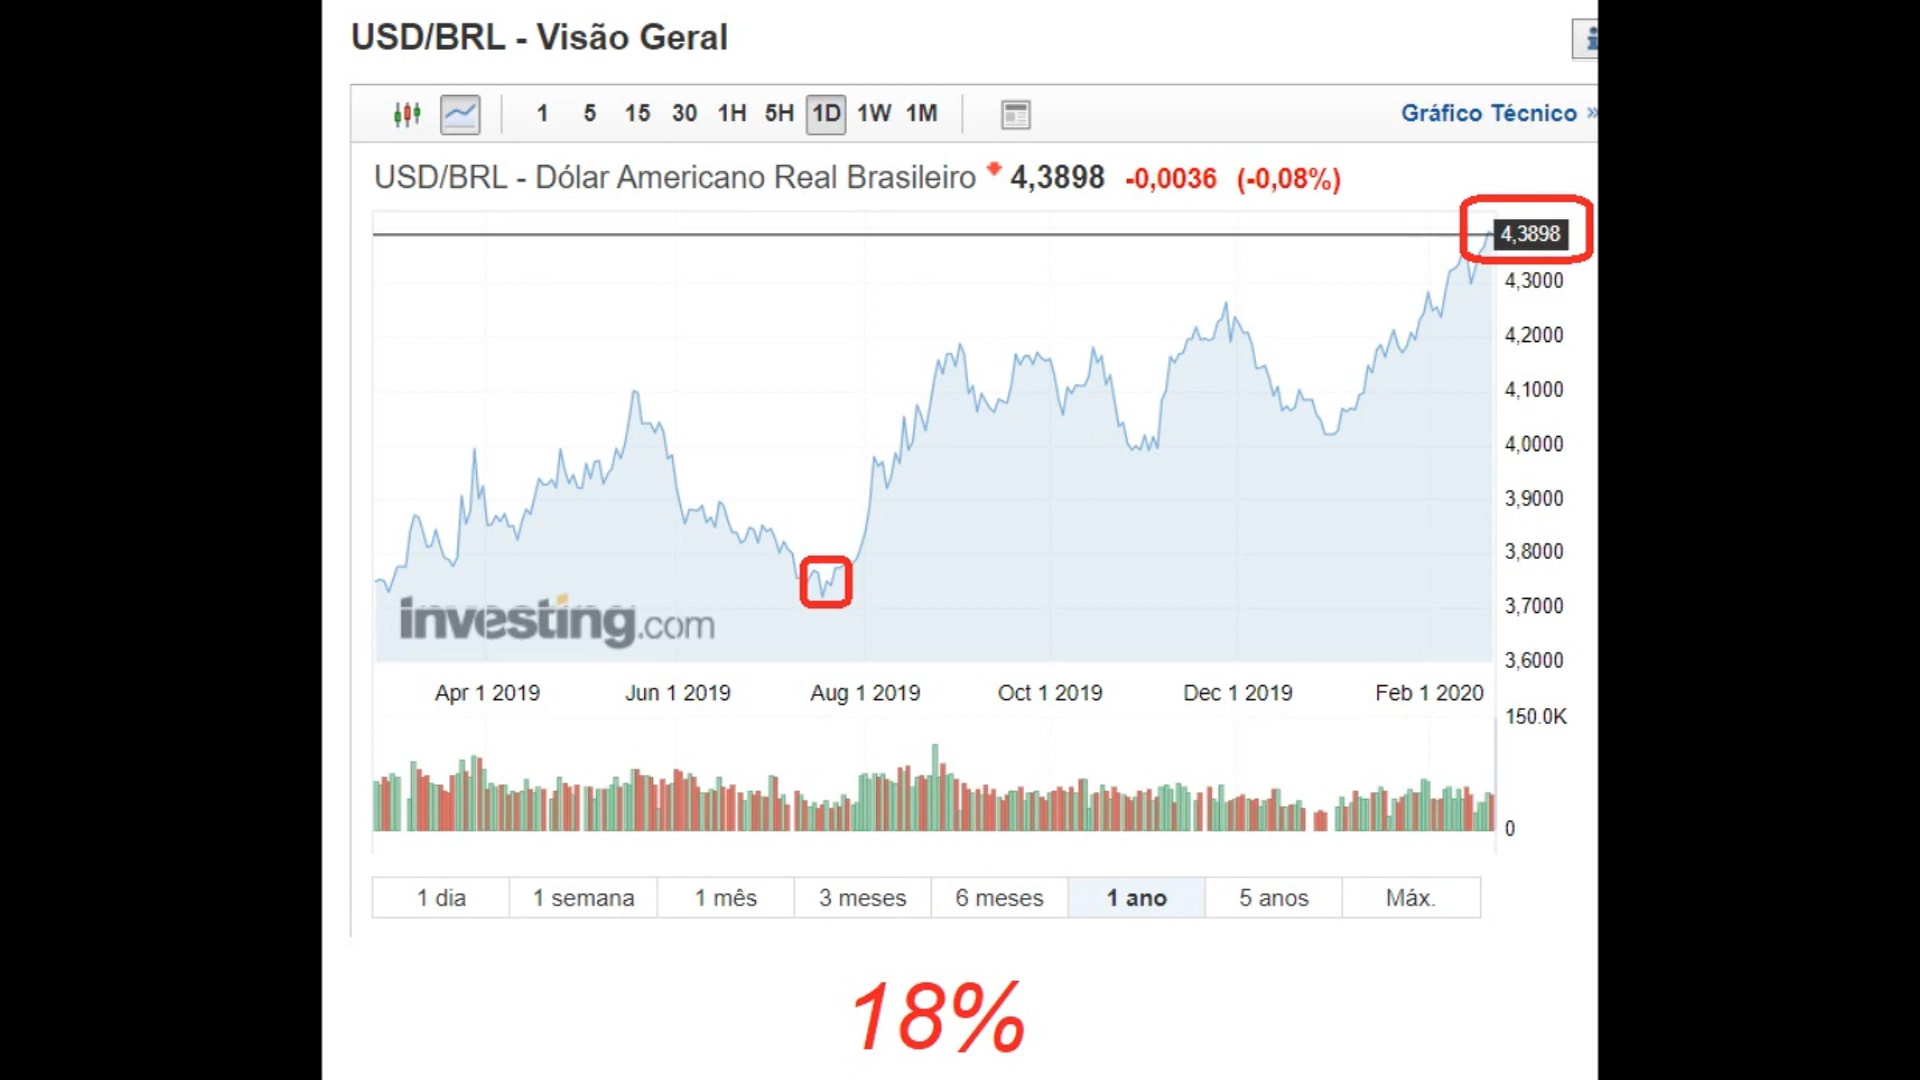 USD/BRL - Visão Geral
1 5 15 30 1H 5H 1D 1W 1M
Gráfico Técnico »
USD/BRL - Dólar Americano Real Brasileiro 4,3898 -0,0036 (-0,08%)
4,3898
4,3000
4,2000
4,1000
4,0000
3,9000
3,8000
3,7000
3,6000
investing.com
Apr 1 2019 Jun 1 2019 Aug 1 2019 Oct 1 2019 Dec 1 2019 Feb 1 2020
150.0K
0
1 dia 1 semana 1 mês 3 meses 6 meses 1 ano 5 anos Máx.
18%